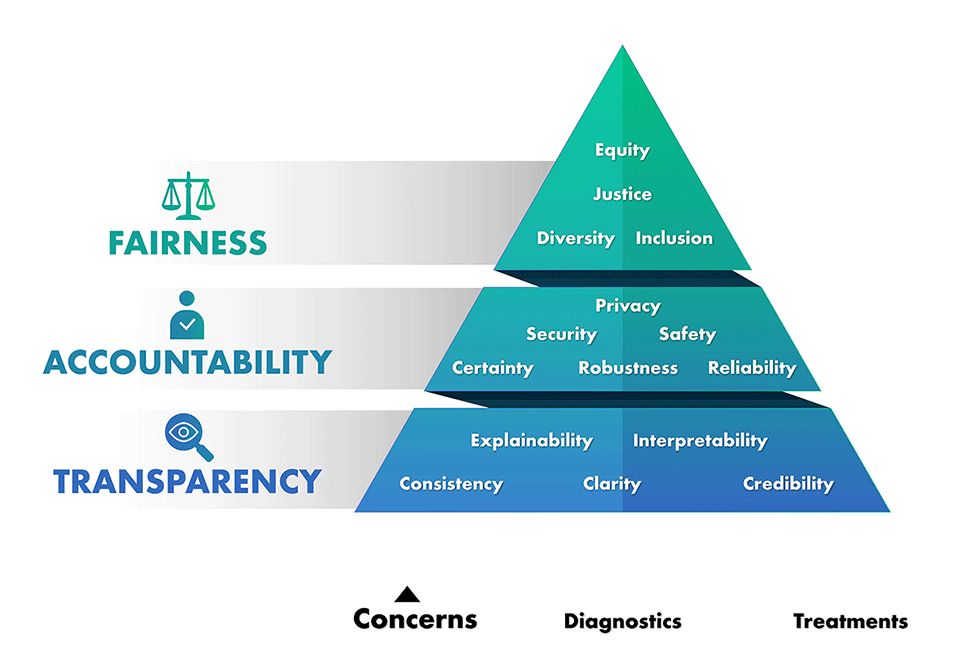 Equity
Justice
Diversity Inclusion
FAIRNESS
Privacy
Security Safety
Certainty Robustness Reliability
ACCOUNTABILITY
Explainability Interpretability
Consistency Clarity Credibility
TRANSPARENCY
Concerns Diagnostics Treatments